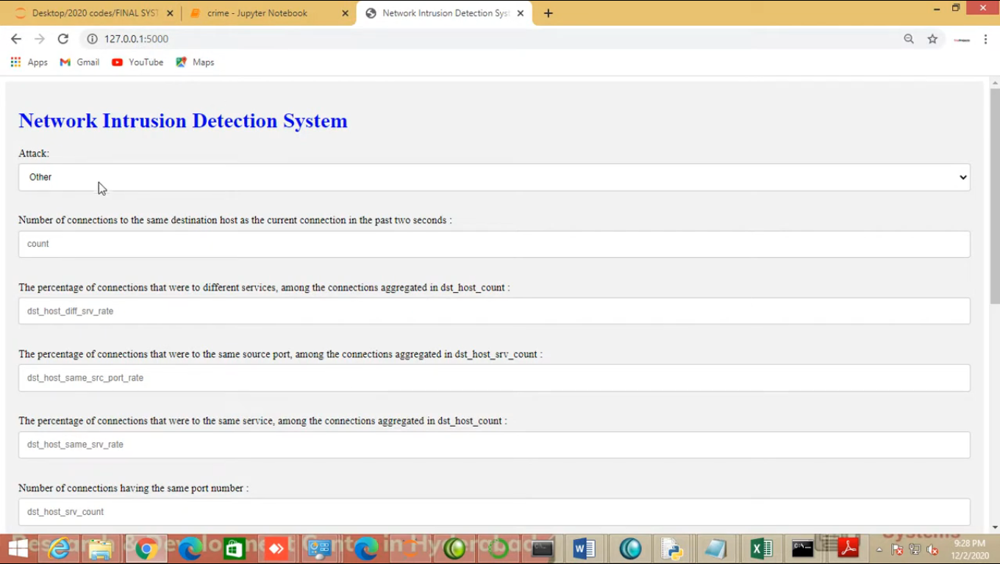 Desktop/2020 codes/FINAL SYST
crime - Jupyter Notebook
Network Intrusion Detection Syst
127.0.0.1:5000
Apps
Gmail
YouTube
Maps
Network Intrusion Detection System
Attack:
Other
Number of connections to the same destination host as the current connection in the past two seconds :
count
The percentage of connections that were to different services, among the connections aggregated in dst_host_count :
dst_host_diff_srv_rate
The percentage of connections that were to the same source port, among the connections aggregated in dst_host_srv_count :
dst_host_same_src_port_rate
The percentage of connections that were to the same service, among the connections aggregated in dst_host_count :
dst_host_same_srv_rate
Number of connections having the same port number :
dst_host_srv_count
Systems
Research & Development Centre in Hyderabad
9:28 PM
12/2/2020